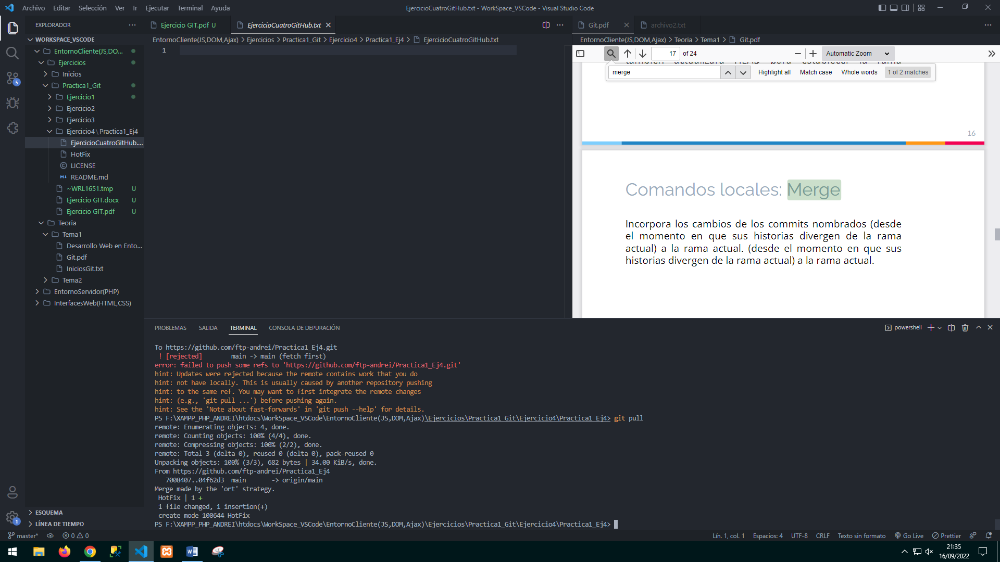 Archivo Editar Selección Ver Ir Ejecutar Terminal Ayuda
EjercicioCuatroGitHub.txt - WorkSpace_VSCode - Visual Studio Code
EXPLORADOR
WORKSPACE_VSCODE
EntornoCliente(JS,DO...
Ejercicios
Inicios
Practica1_Git
Ejercicio1
Ejercicio2
Ejercicio3
Ejercicio4\Practica1_Ej4
EjercicioCuatroGitHub....
HotFix
LICENSE
README.md
~WRL1651.tmp U
Ejercicio GIT.docx U
Ejercicio GIT.pdf U
Teoria
Tema1
Desarrollo Web en Ento...
Git.pdf
IniciosGit.txt
Tema2
EntornoServidor(PHP)
InterfacesWeb(HTML,CSS)
ESQUEMA
LÍNEA DE TIEMPO
5
1
Ejercicio GIT.pdf U
EjercicioCuatroGitHub.txt
EntornoCliente(JS,DOM,Ajax) > Ejercicios > Practica1_Git > Ejercicio4 > Practica1_Ej4 > EjercicioCuatroGitHub.txt
1
Git.pdf
archivo2.txt
EntornoCliente(JS,DOM,Ajax) > Teoria > Tema1 > Git.pdf
17 of 24
Automatic Zoom
merge
Highlight all Match case Whole words 1 of 2 matches
16
Comandos locales: Merge
Incorpora los cambios de los commits nombrados (desde
el momento en que sus historias divergen de la rama
actual) a la rama actual. (desde el momento en que sus
historias divergen de la rama actual) a la rama actual.
PROBLEMAS SALIDA TERMINAL CONSOLA DE DEPURACIÓN
powershell
To https://github.com/ftp-andrei/Practica1_Ej4.git
! [rejected] main -> main (fetch first)
error: failed to push some refs to 'https://github.com/ftp-andrei/Practica1_Ej4.git'
hint: Updates were rejected because the remote contains work that you do
hint: not have locally. This is usually caused by another repository pushing
hint: to the same ref. You may want to first integrate the remote changes
hint: (e.g., 'git pull ...') before pushing again.
hint: See the 'Note about fast-forwards' in 'git push --help' for details.
PS F:\XAMPP_PHP_ANDREI\htdocs\WorkSpace_VSCode\EntornoCliente(JS,DOM,Ajax)\Ejercicios\Practica1_Git\Ejercicio4\Practica1_Ej4> git pull
remote: Enumerating objects: 4, done.
remote: Counting objects: 100% (4/4), done.
remote: Compressing objects: 100% (2/2), done.
remote: Total 3 (delta 0), reused 0 (delta 0), pack-reused 0
Unpacking objects: 100% (3/3), 682 bytes | 34.00 KiB/s, done.
From https://github.com/ftp-andrei/Practica1_Ej4
7008407..04f62d3 main -> origin/main
Merge made by the 'ort' strategy.
HotFix | 1 +
1 file changed, 1 insertion(+)
create mode 100644 HotFix
PS F:\XAMPP_PHP_ANDREI\htdocs\WorkSpace_VSCode\EntornoCliente(JS,DOM,Ajax)\Ejercicios\Practica1_Git\Ejercicio4\Practica1_Ej4>
master* 0 0
Lín. 1, col. 1 Espacios: 4 UTF-8 CRLF Texto sin formato Go Live Prettier
21:35
16/09/2022